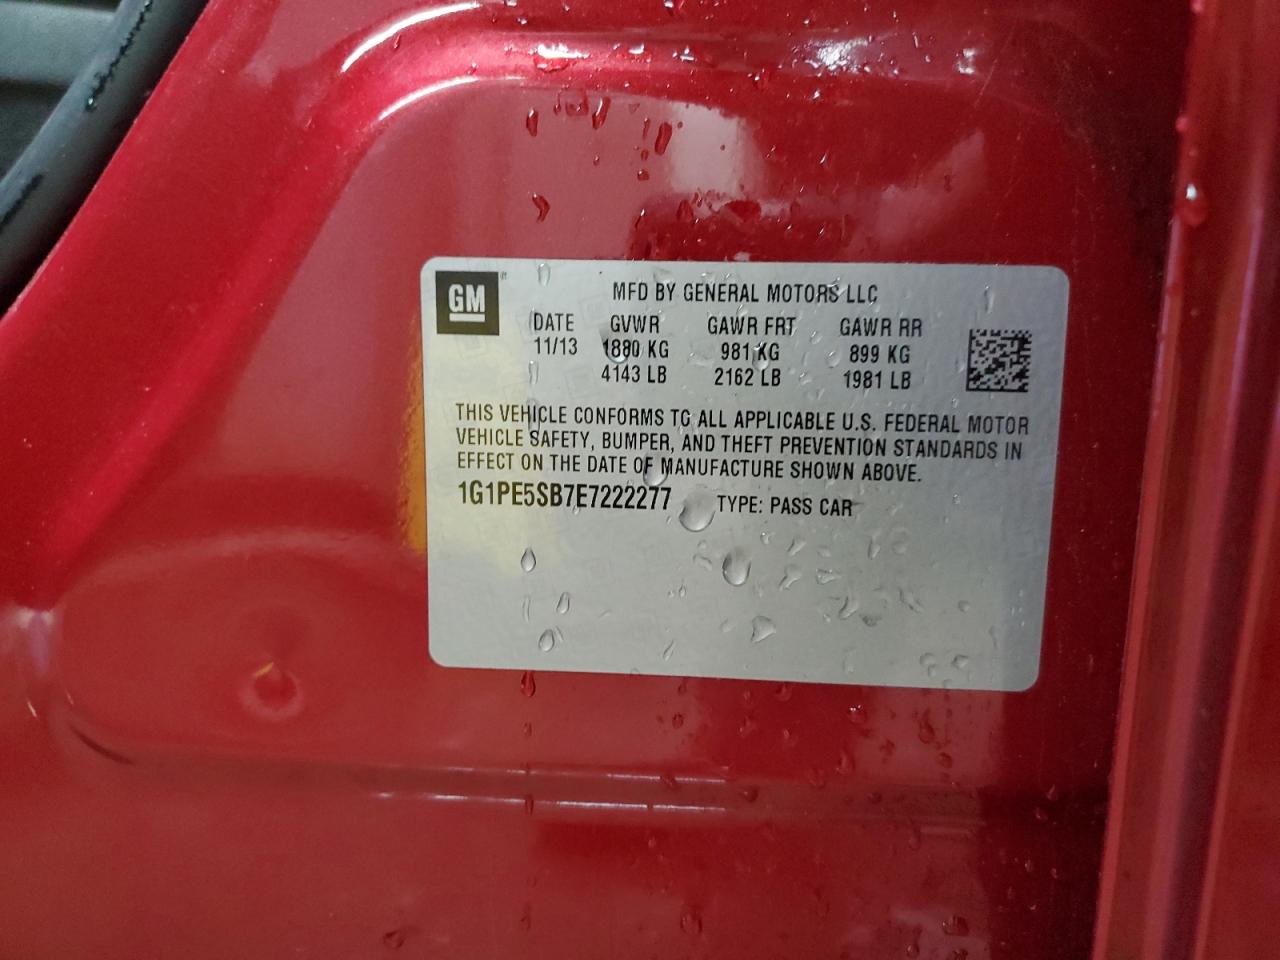 GM
MFD BY GENERAL MOTORS LLC
DATE GVWR GAWR FRT GAWR RR
11/13 1880 KG 981 KG 899 KG
4143 LB 2162 LB 1981 LB
THIS VEHICLE CONFORMS TO ALL APPLICABLE U.S. FEDERAL MOTOR
VEHICLE SAFETY, BUMPER, AND THEFT PREVENTION STANDARDS IN
EFFECT ON THE DATE OF MANUFACTURE SHOWN ABOVE.
1G1PE5SB7E7222277 TYPE: PASS CAR